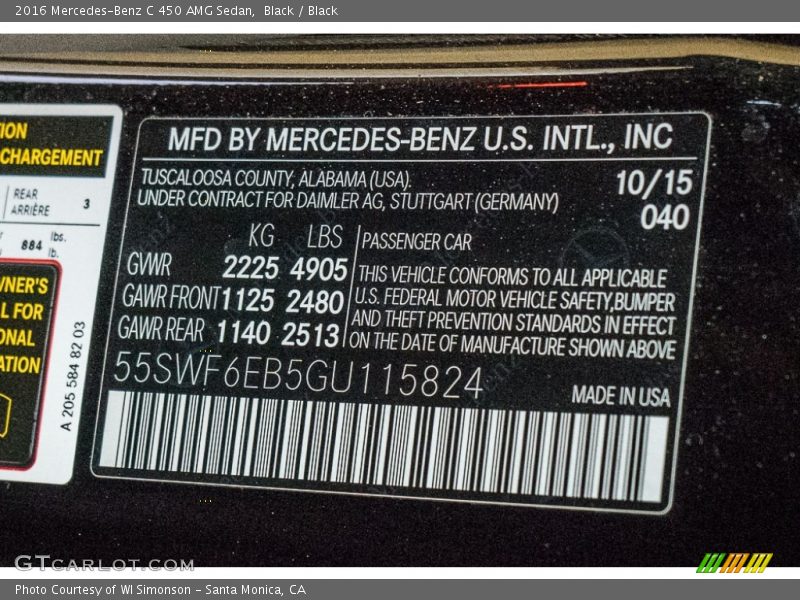 2016 Mercedes-Benz C 450 AMG Sedan,  Black / Black
TION
CHARGEMENT
REAR
ARRIÈRE
3
884
lbs.
lb.
WNER'S
L FOR
ONAL
ATION
A 205 584 82 03
MFD BY MERCEDES-BENZ U.S. INTL., INC
TUSCALOOSA COUNTY, ALABAMA (USA).
UNDER CONTRACT FOR DAIMLER AG, STUTTGART (GERMANY)
10/15
040
KG LBS
GVWR 2225 4905
GAWR FRONT 1125 2480
GAWR REAR 1140 2513
PASSENGER CAR
THIS VEHICLE CONFORMS TO ALL APPLICABLE
U.S. FEDERAL MOTOR VEHICLE SAFETY,BUMPER
AND THEFT PREVENTION STANDARDS IN EFFECT
ON THE DATE OF MANUFACTURE SHOWN ABOVE
55SWF6EB5GU115824
MADE IN USA
GTCARLOT.COM
Photo Courtesy of WI Simonson - Santa Monica, CA